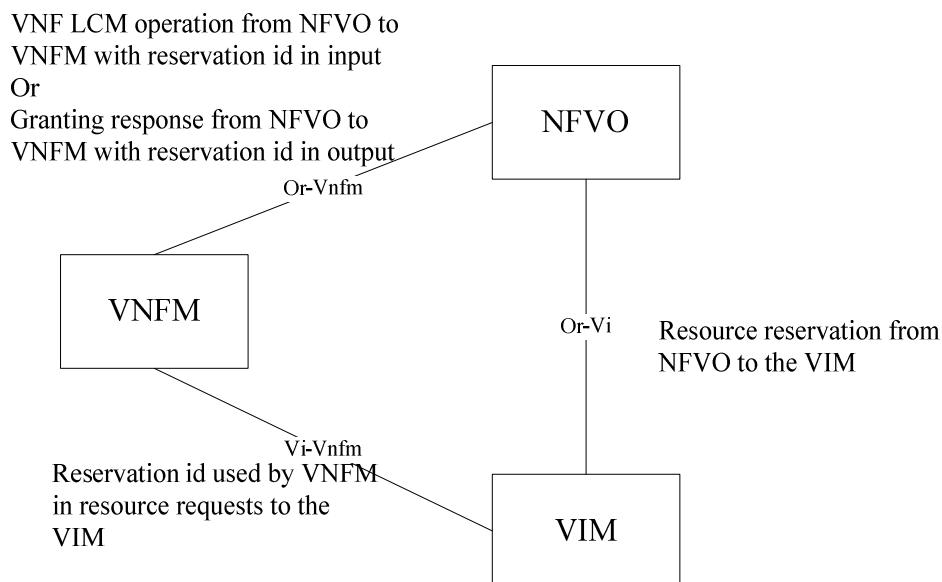 VNF LCM operation from NFVO to
VNFM with reservation id in input
Or
Granting response from NFVO to
VNFM with reservation id in output
NFVO
Or-Vnfm
VNFM
Or-Vi
Resource reservation from
NFVO to the VIM
Vi-Vnfm
Reservation id used by VNFM
in resource requests to the
VIM
VIM